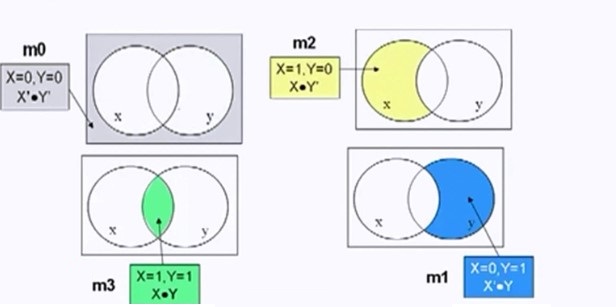 m0
X=0,Y=0
X'●Y'
x
y
m2
X=1,Y=0
X●Y'
x
y
x
y
m3
X=1,Y=1
X●Y
x
y
m1
X=0,Y=1
X'●Y